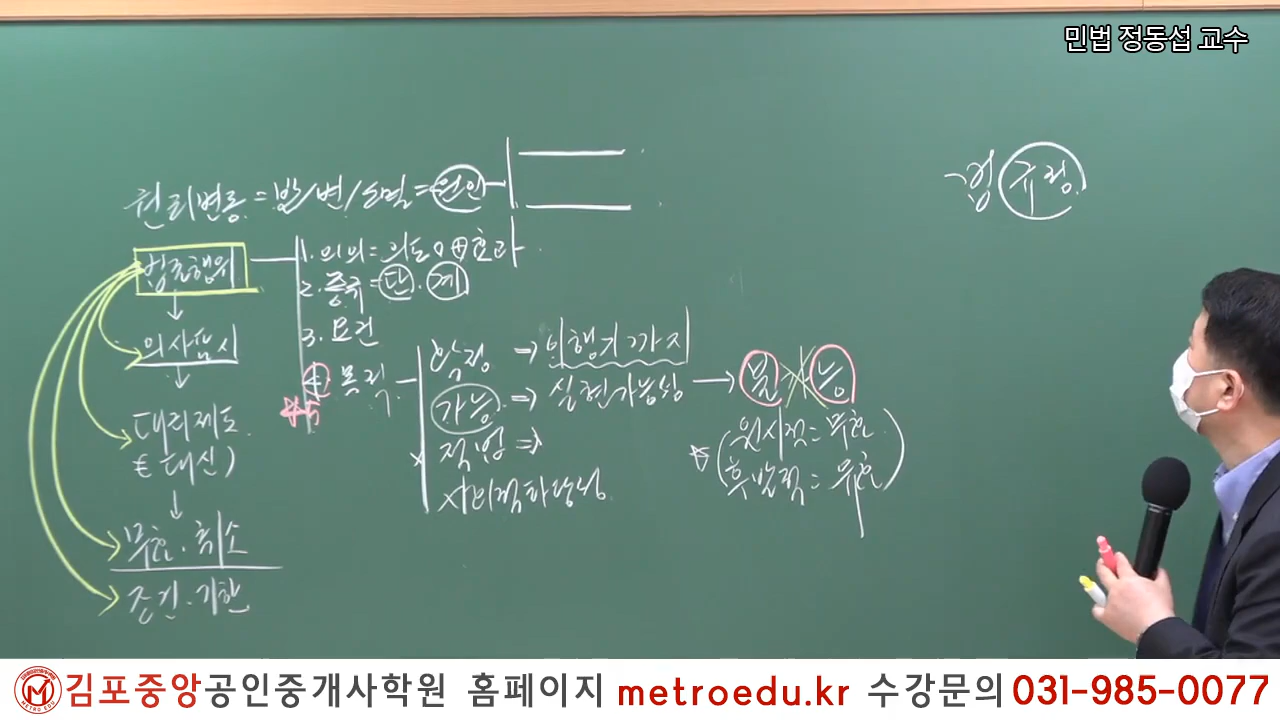 민법 정동섭 교수
권리변동 = 발/변/소멸 = 원인
규정
법률행위
1. 의의 = 의도 ⊕ 효과
2. 종류 = 단 · 계
3. 요건
4. 목적
5
확정 → 이행기 가지
가능 → 실현가능성 → 불 능
적법 ⇒
사회적타당성
원시적 = 무효
후발적 = 유효
의사표시
대리제도
(대신)
무효 · 취소
조건 · 기한
METRO EDU
김포중앙공인중개사학원 홈페이지 metroedu.kr 수강문의 031-985-0077